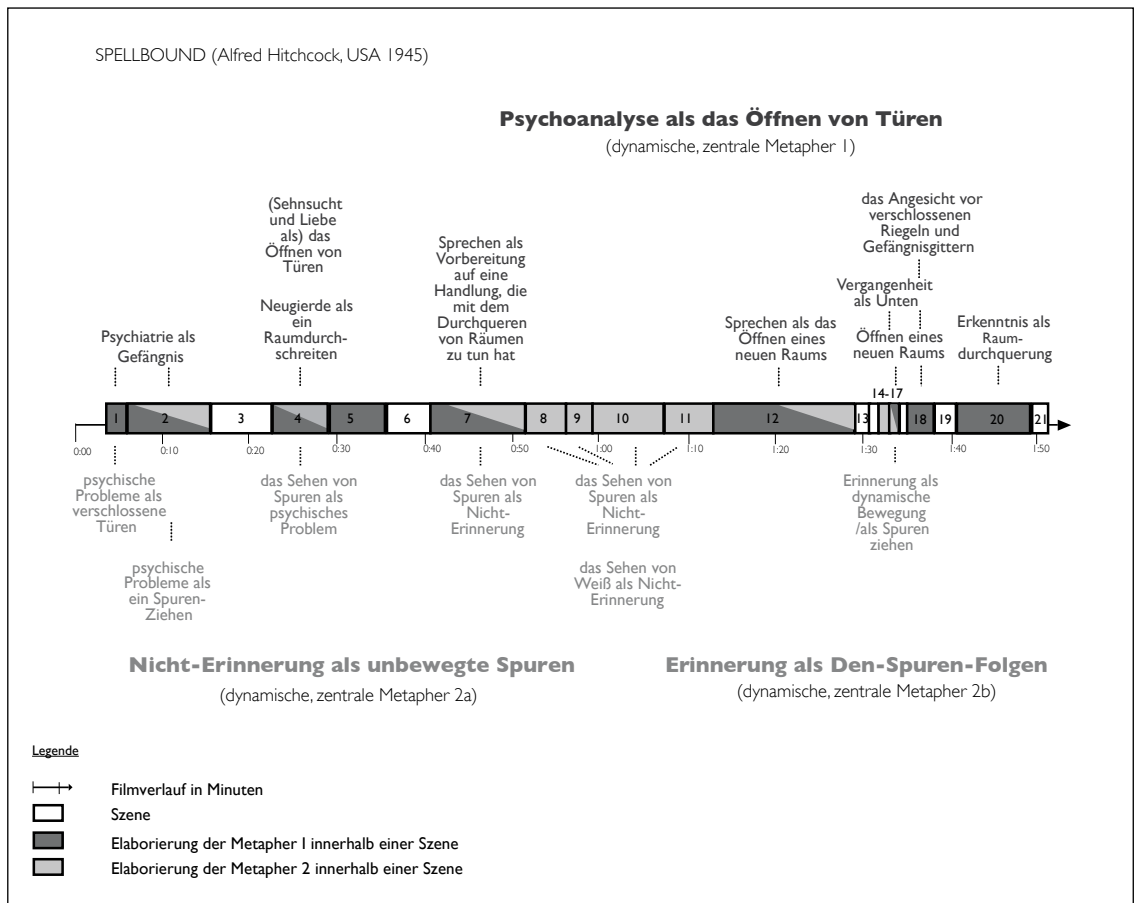 SPELLBOUND (Alfred Hitchcock, USA 1945)
Psychoanalyse als das Öffnen von Türen
(dynamische, zentrale Metapher 1)
Psychiatrie als
Gefängnis
(Sehnsucht
und Liebe
als) das
Öffnen von
Türen
Neugierde als
ein
Raumdurch-
schreiten
Sprechen als
Vorbereitung
auf eine
Handlung, die
mit dem
Durchqueren
von Räumen
zu tun hat
Sprechen als das
Öffnen eines
neuen Raums
das Angesicht vor
verschlossenen
Riegeln und
Gefängnisgittern
Vergangenheit
als Unten
Öffnen eines
neuen Raums
Erkenntnis als
Raum-
durchquerung
14-17
1 2 3 4 5 6 7 8 9 10 11 12 13 18 19 20 21
0:00 0:10 0:20 0:30 0:40 0:50 1:00 1:10 1:20 1:30 1:40 1:50
psychische
Probleme als
verschlossene
Türen
psychische
Probleme als
ein Spuren-
Ziehen
das Sehen von
Spuren als
psychisches
Problem
das Sehen von
Spuren als
Nicht-
Erinnerung
das Sehen von
Spuren als
Nicht-
Erinnerung
das Sehen von
Weiß als Nicht-
Erinnerung
Erinnerung als
dynamische
Bewegung
/als Spuren
ziehen
Nicht-Erinnerung als unbewegte Spuren
(dynamische, zentrale Metapher 2a)
Erinnerung als Den-Spuren-Folgen
(dynamische, zentrale Metapher 2b)
Legende
Filmverlauf in Minuten
Szene
Elaborierung der Metapher 1 innerhalb einer Szene
Elaborierung der Metapher 2 innerhalb einer Szene